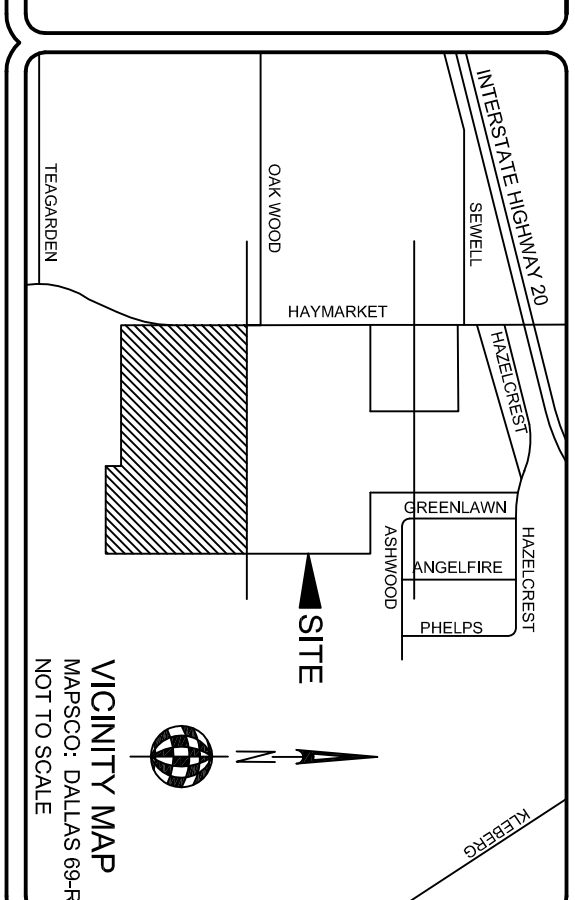 INTERSTATE HIGHWAY 20
SEWELL
OAK WOOD
TEAGARDEN
HAYMARKET
HAZELCREST
GREENLAWN
HAZELCREST
ASHWOOD
ANGELFIRE
PHELPS
SITE
N
KLEBERG
VICINITY MAP
MAPSCO: DALLAS 69-R
NOT TO SCALE